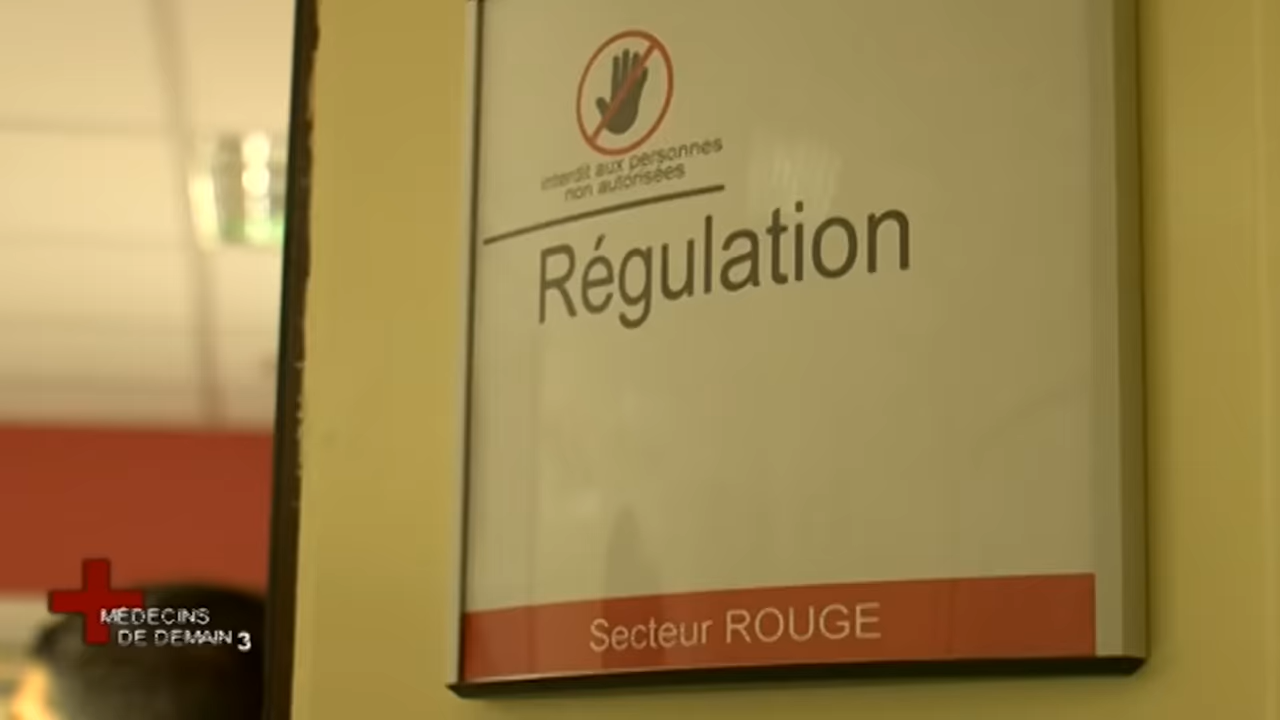 interdit aux personnes
non autorisées
Régulation
Secteur ROUGE
MÉDECINS
DE DEMAIN 3